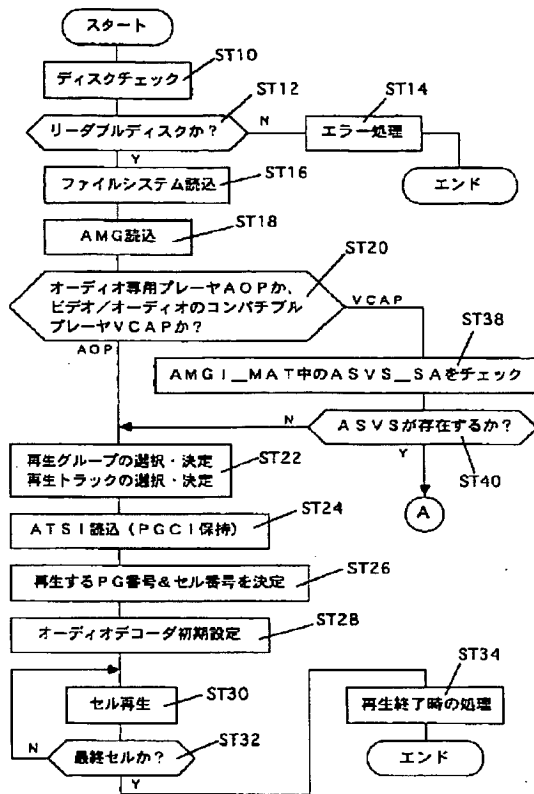 スタート
ST10
ディスクチェック
ST12
リーダブルディスクか？
N
ST14
エラー処理
Y
エンド
ST16
ファイルシステム読込
ST18
ＡＭＧ読込
ST20
オーディオ専用プレーヤＡＯＰか、
ビデオ／オーディオのコンパチブル
プレーヤＶＣＡＰか？
ＶＣＡＰ
ＡＯＰ
ST38
ＡＭＧＩ＿ＭＡＴ中のＡＳＶＳ＿ＳＡをチェック
N
ＡＳＶＳが存在するか？
Y
ST40
A
再生グループの選択・決定
再生トラックの選択・決定
ST22
ＡＴＳＩ読込（ＰＧＣＩ保持）
ST24
再生するＰＧ番号＆セル番号を決定
ST26
オーディオデコーダ初期設定
ST28
セル再生
ST30
ST34
再生終了時の処理
N
最終セルか？
ST32
Y
エンド